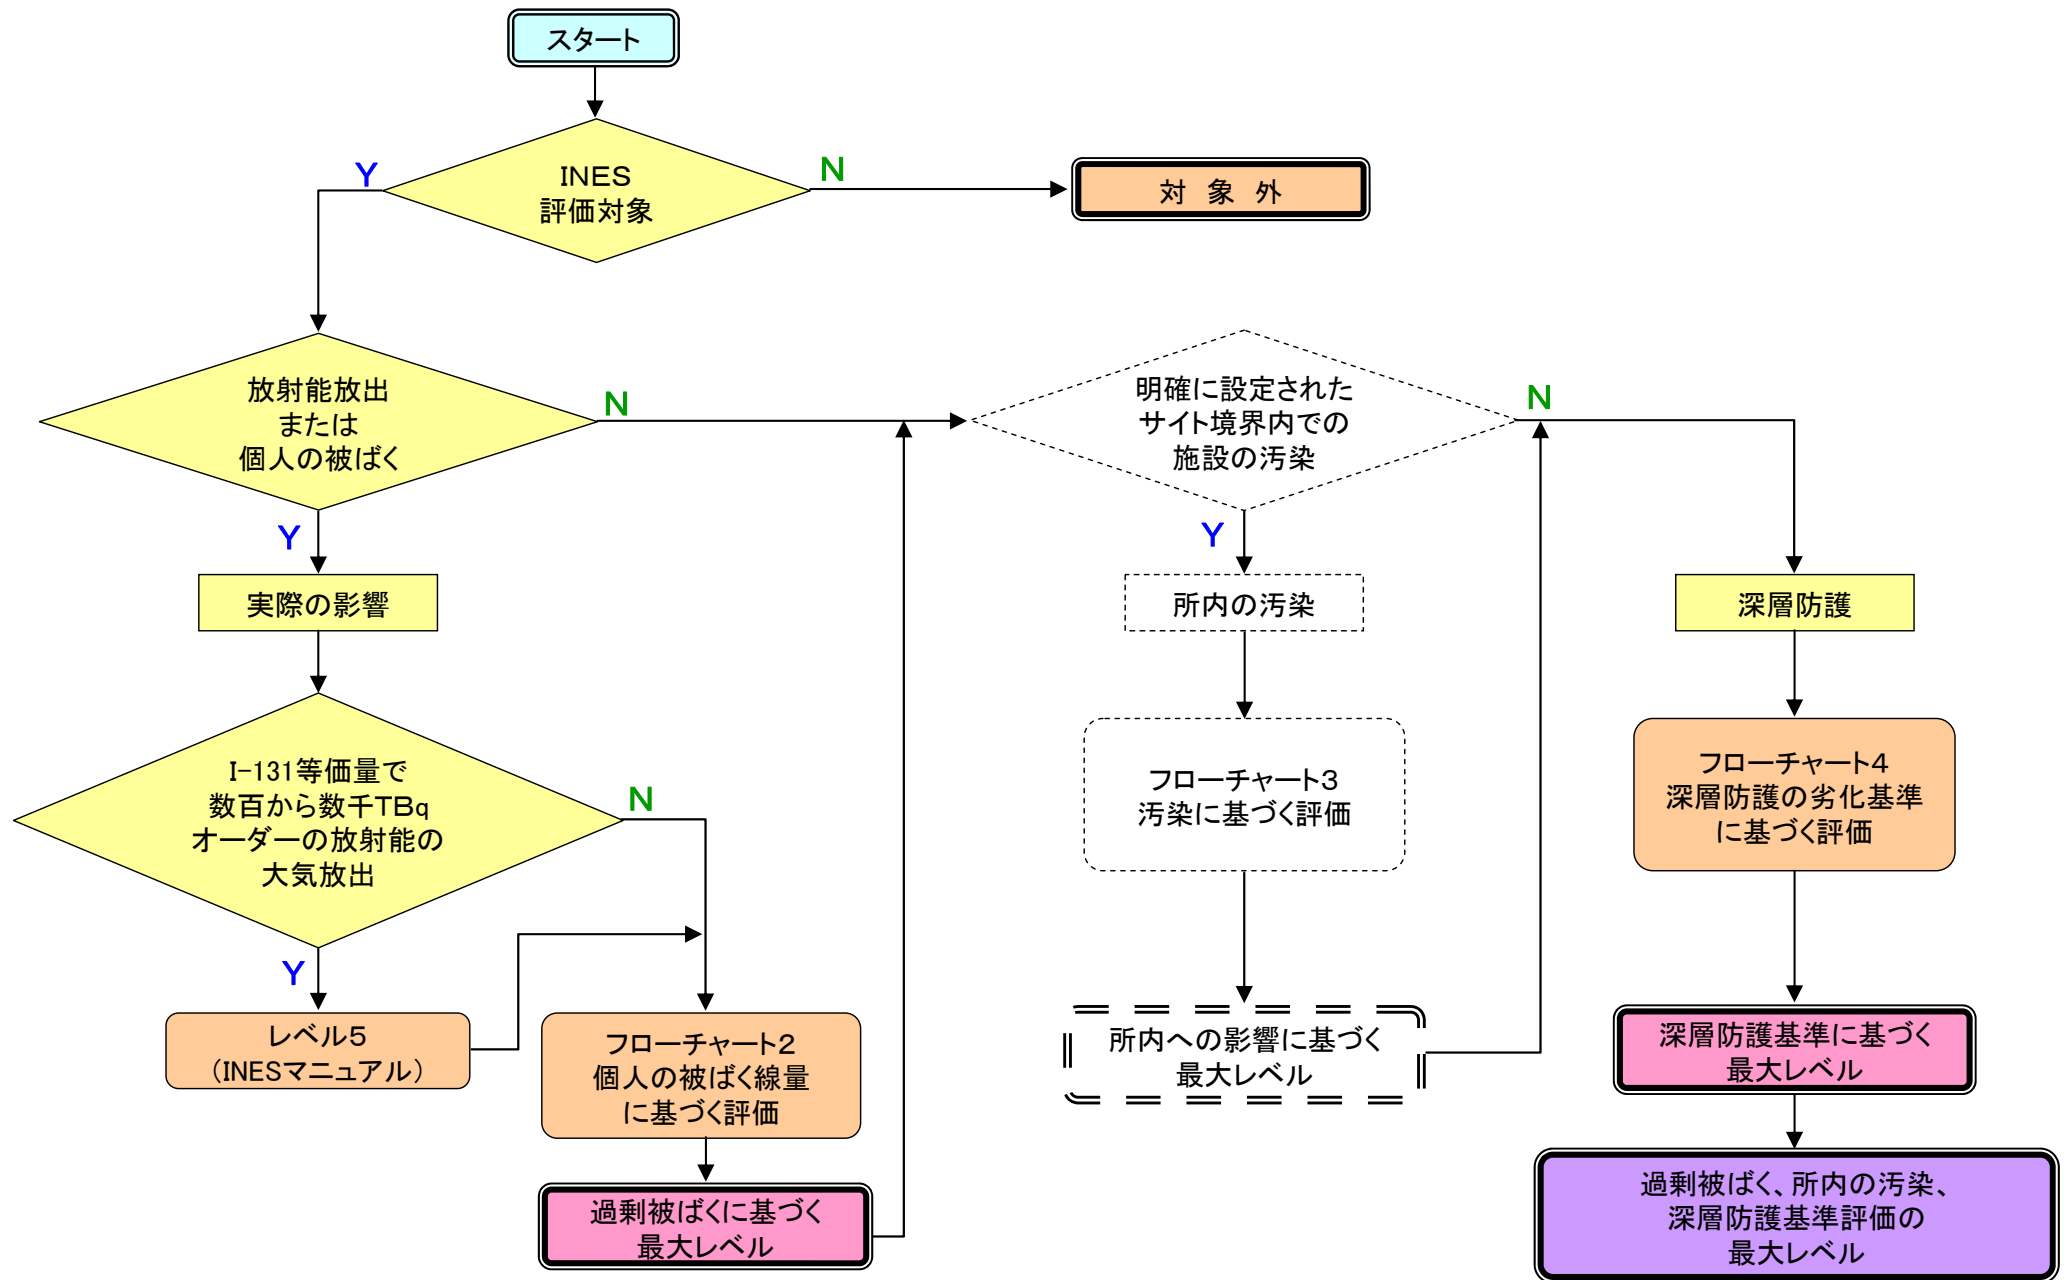 スタート
INES
評価対象
Y
N
対　象　外
放射能放出
または
個人の被ばく
N
Y
明確に設定された
サイト境界内での
施設の汚染
N
Y
実際の影響
所内の汚染
深層防護
I-131等価量で
数百から数千TBq
オーダーの放射能の
大気放出
N
Y
フローチャート3
汚染に基づく評価
フローチャート4
深層防護の劣化基準
に基づく評価
レベル5
(INESマニュアル)
フローチャート2
個人の被ばく線量
に基づく評価
所内への影響に基づく
最大レベル
深層防護基準に基づく
最大レベル
過剰被ばくに基づく
最大レベル
過剰被ばく、所内の汚染、
深層防護基準評価の
最大レベル